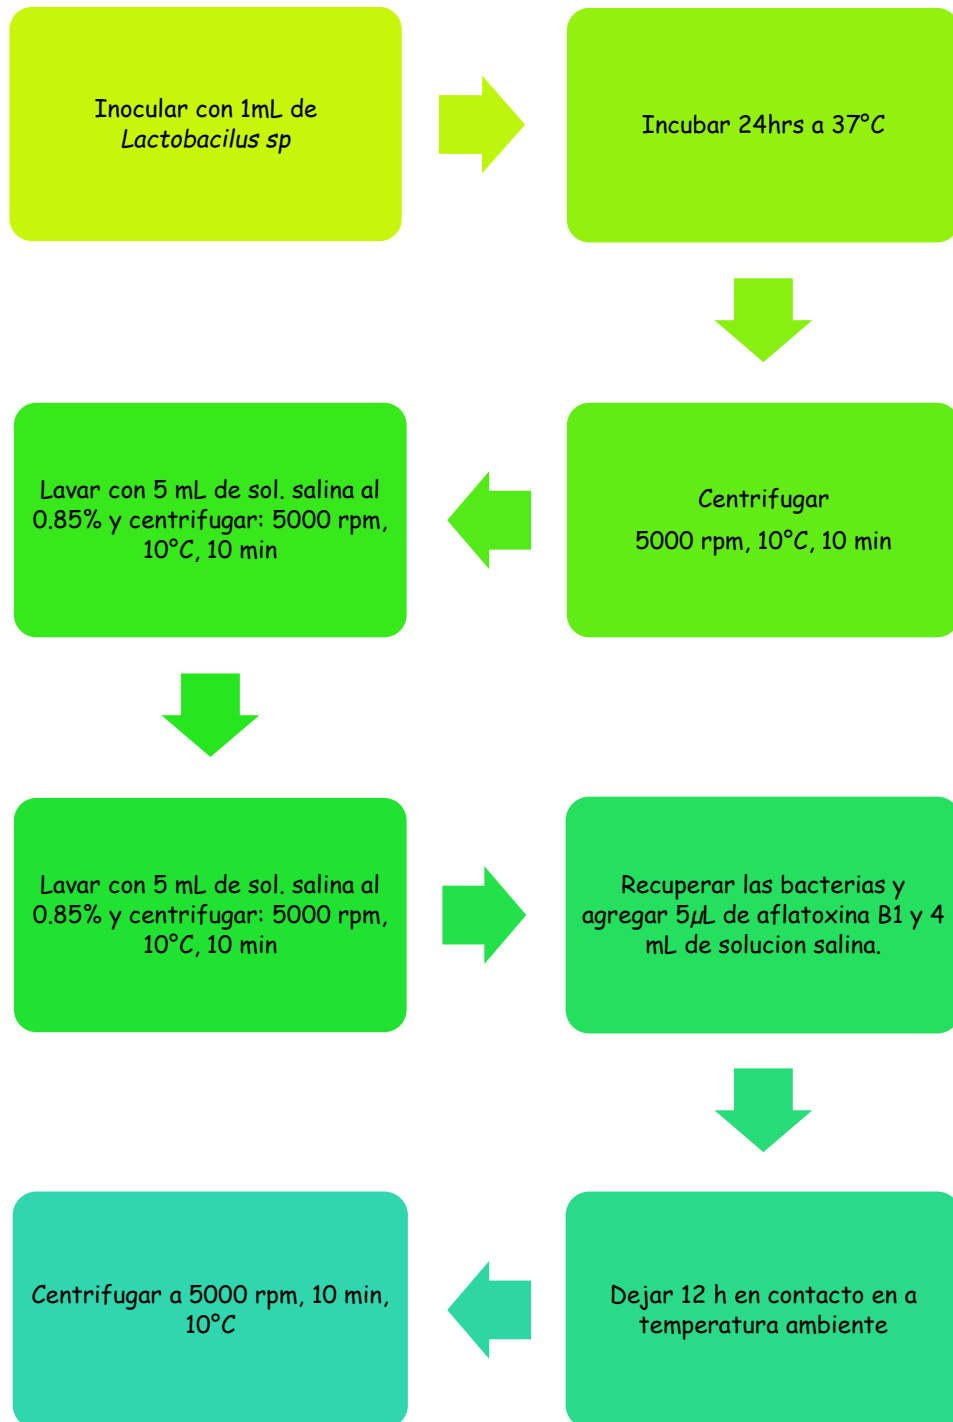 Inocular con 1mL de
Lactobacilus sp
Incubar 24hrs a 37°C
Centrifugar
5000 rpm, 10°C, 10 min
Lavar con 5 mL de sol. salina al
0.85% y centrifugar: 5000 rpm,
10°C, 10 min
Lavar con 5 mL de sol. salina al
0.85% y centrifugar: 5000 rpm,
10°C, 10 min
Recuperar las bacterias y
agregar 5µL de aflatoxina B1 y 4
mL de solucion salina.
Dejar 12 h en contacto en a
temperatura ambiente
Centrifugar a 5000 rpm, 10 min,
10°C